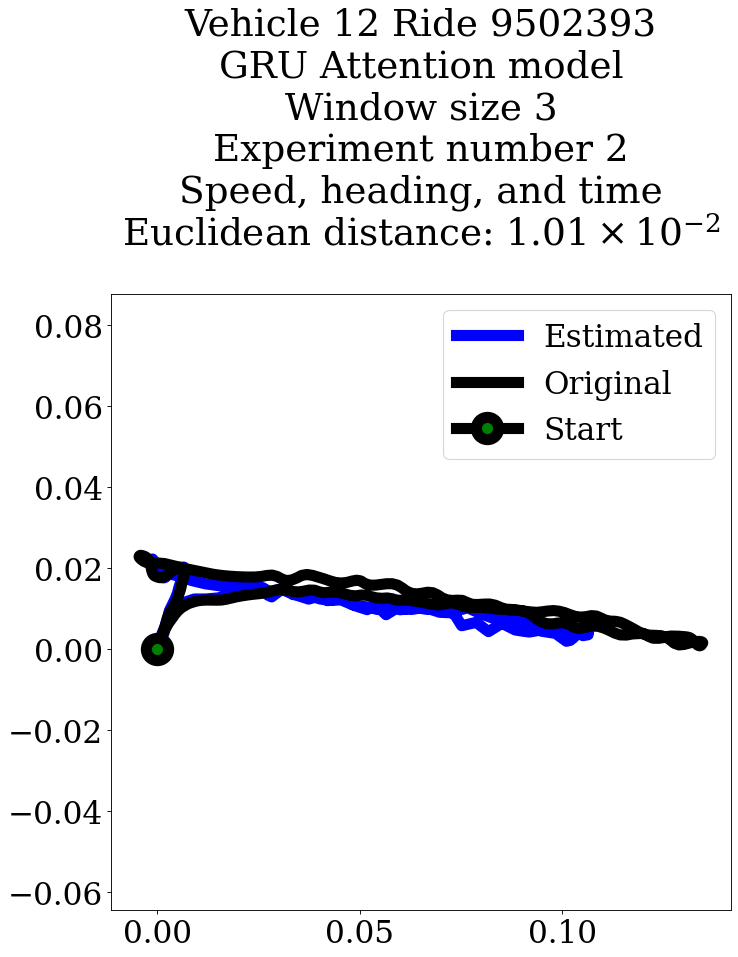 Vehicle 12 Ride 9502393
GRU Attention model
Window size 3
Experiment number 2
Speed, heading, and time
Euclidean distance: 1.01 × 10⁻²
Estimated
Original
Start
0.08
0.06
0.04
0.02
0.00
−0.02
−0.04
−0.06
0.00 0.05 0.10